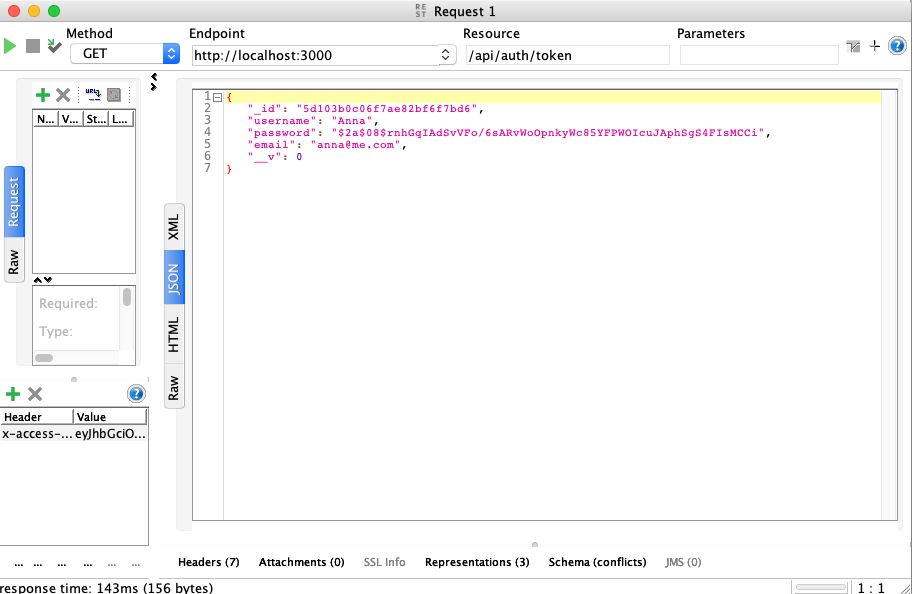 RE
ST Request 1
Method
Endpoint
Resource
Parameters
GET
http://localhost:3000
/api/auth/token
N... V... St... L...
Request
Raw
Required:
Type:
Header Value
x-access-... eyJhbGciO...
XML
JSON
HTML
Raw
1 {
2 "_id": "5d103b0c06f7ae82bf6f7bd6",
3 "username": "Anna",
4 "password": "$2a$08$rnhGqIAdSvVFo/6sARvWoOpnkyWc85YFPWOIcuJAphSgS4FIsMCCi",
5 "email": "anna@me.com",
6 "__v": 0
7 }
... ... ... ... ... ...
Headers (7) Attachments (0) SSL Info Representations (3) Schema (conflicts) JMS (0)
response time: 143ms (156 bytes)
1 : 1